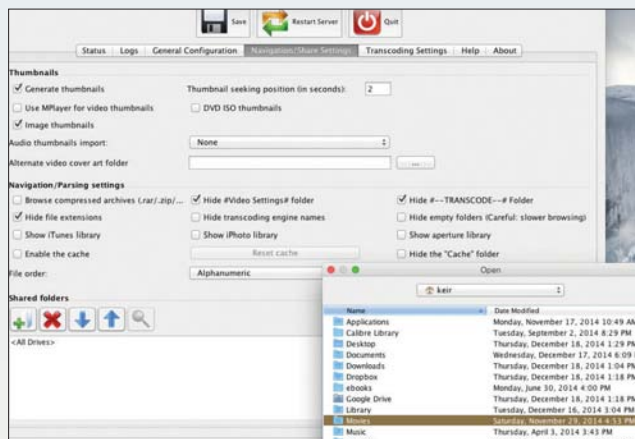 Save Restart Server Quit
Status Logs General Configuration Navigation/Share Settings Transcoding Settings Help About
Thumbnails
Generate thumbnails Thumbnail seeking position (in seconds): 2
Use MPlayer for video thumbnails DVD ISO thumbnails
Image thumbnails
Audio thumbnails import: None
Alternate video cover art folder ...
Navigation/Parsing settings
Browse compressed archives (.rar/.zip/... Hide #Video Settings# folder Hide #--TRANSCODE--# Folder
Hide file extensions Hide transcoding engine names Hide empty folders (Careful: slower browsing)
Show iTunes library Show iPhoto library Show aperture library
Enable the cache Reset cache Hide the "Cache" folder
File order: Alphanumeric
Open
Shared folders
keir
Name Date Modified
Applications Monday, November 17, 2014 10:49 AM
Calibre Library Tuesday, September 2, 2014 8:29 PM
<All Drives>
Desktop Thursday, December 18, 2014 1:29 PM
Documents Wednesday, December 17, 2014 6:09
Downloads Thursday, December 18, 2014 1:04 PM
Dropbox Thursday, December 18, 2014 1:18 PM
ebooks Monday, June 30, 2014 4:00 PM
Google Drive Thursday, December 18, 2014 1:18 PM
Library Tuesday, December 16, 2014 3:04 PM
Movies Saturday, November 29, 2014 4:53 PM
Music Thursday, April 3, 2014 3:43 PM